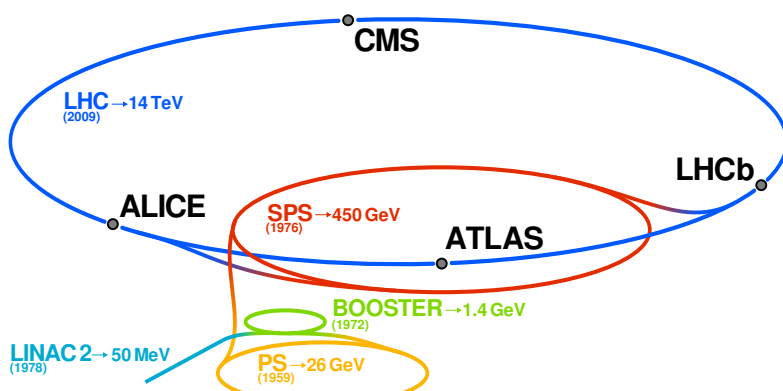 CMS
LHC→14 TeV
(2009)
LHCb
ALICE
SPS→450 GeV
(1976)
ATLAS
BOOSTER→1.4 GeV
(1972)
LINAC 2→50 MeV
(1978)
PS→26 GeV
(1959)